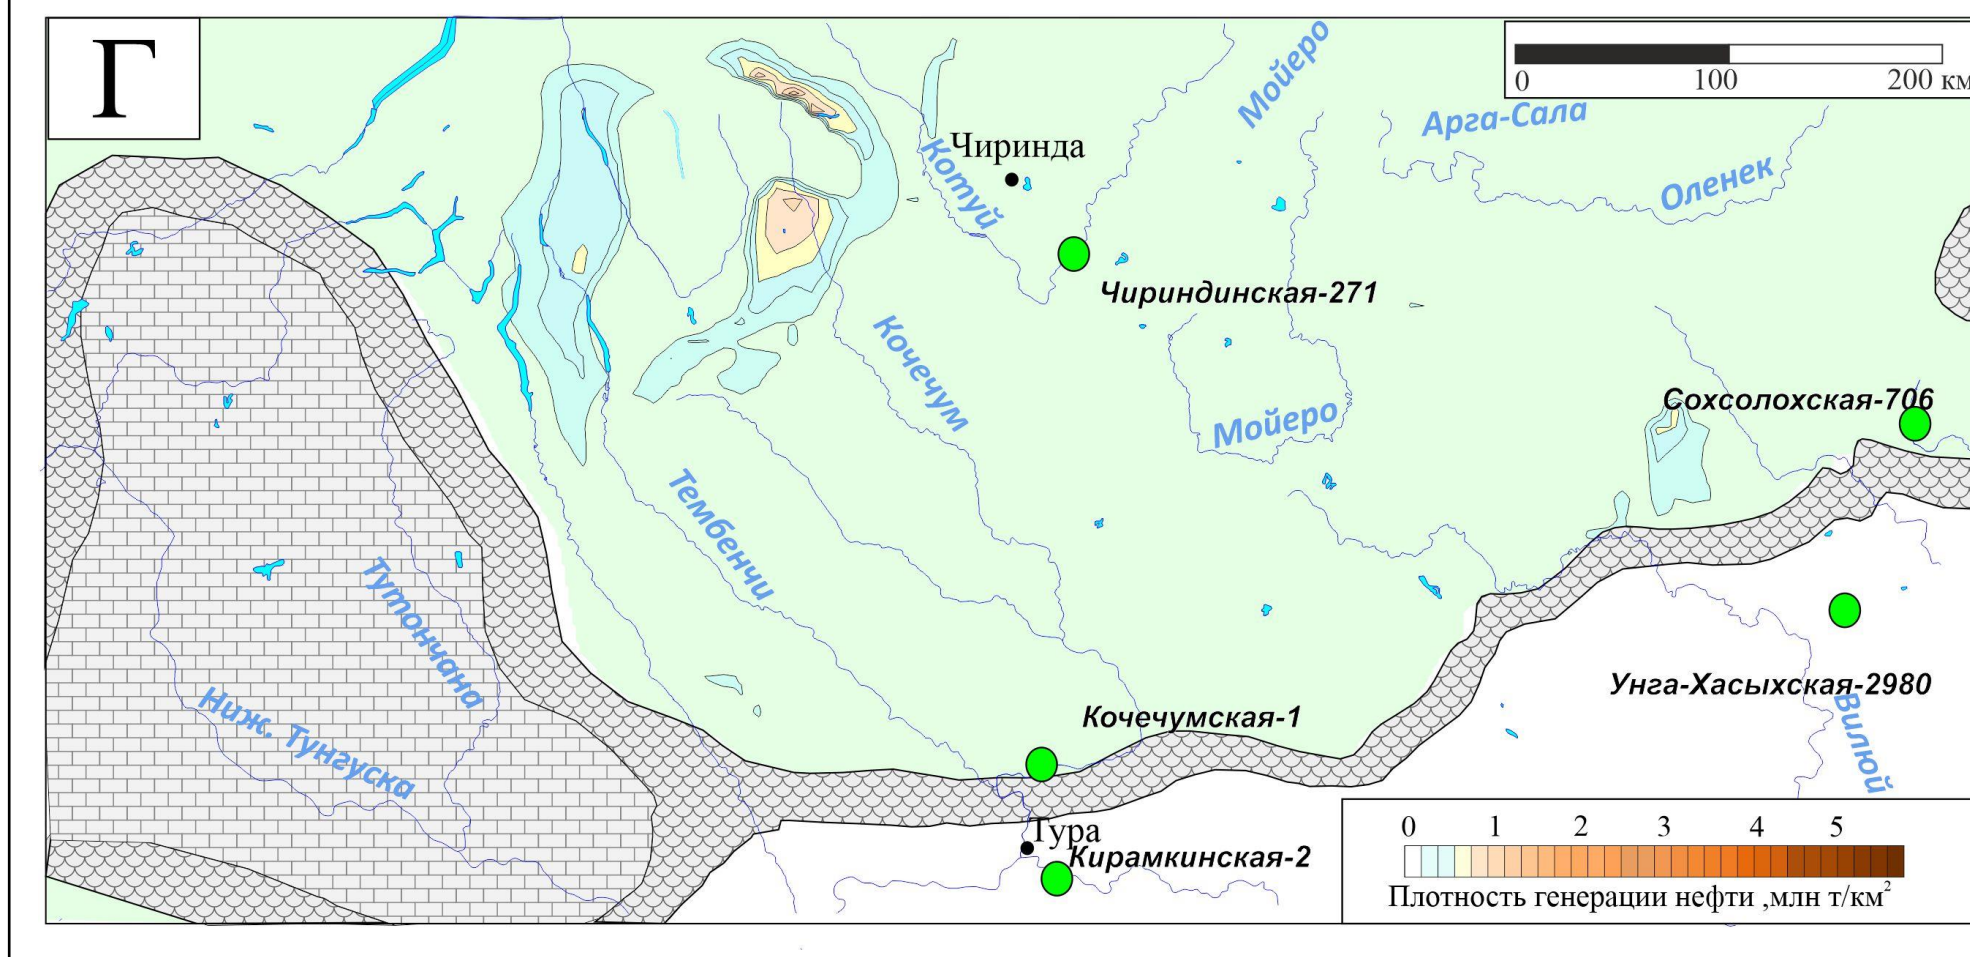 Г
0 100 200 км
Мойеро
Арга-Сала
Чиринда
Котуй
Оленек
Чириндинская-271
Кочечум
Сохсолохская-706
Мойеро
Тембенчи
Тутончана
Унга-Хасыхская-2980
Вилюй
Ниж. Тунгуска
Кочечумская-1
Тура
Кирамкинская-2
0 1 2 3 4 5
Плотность генерации нефти ,млн т/км²